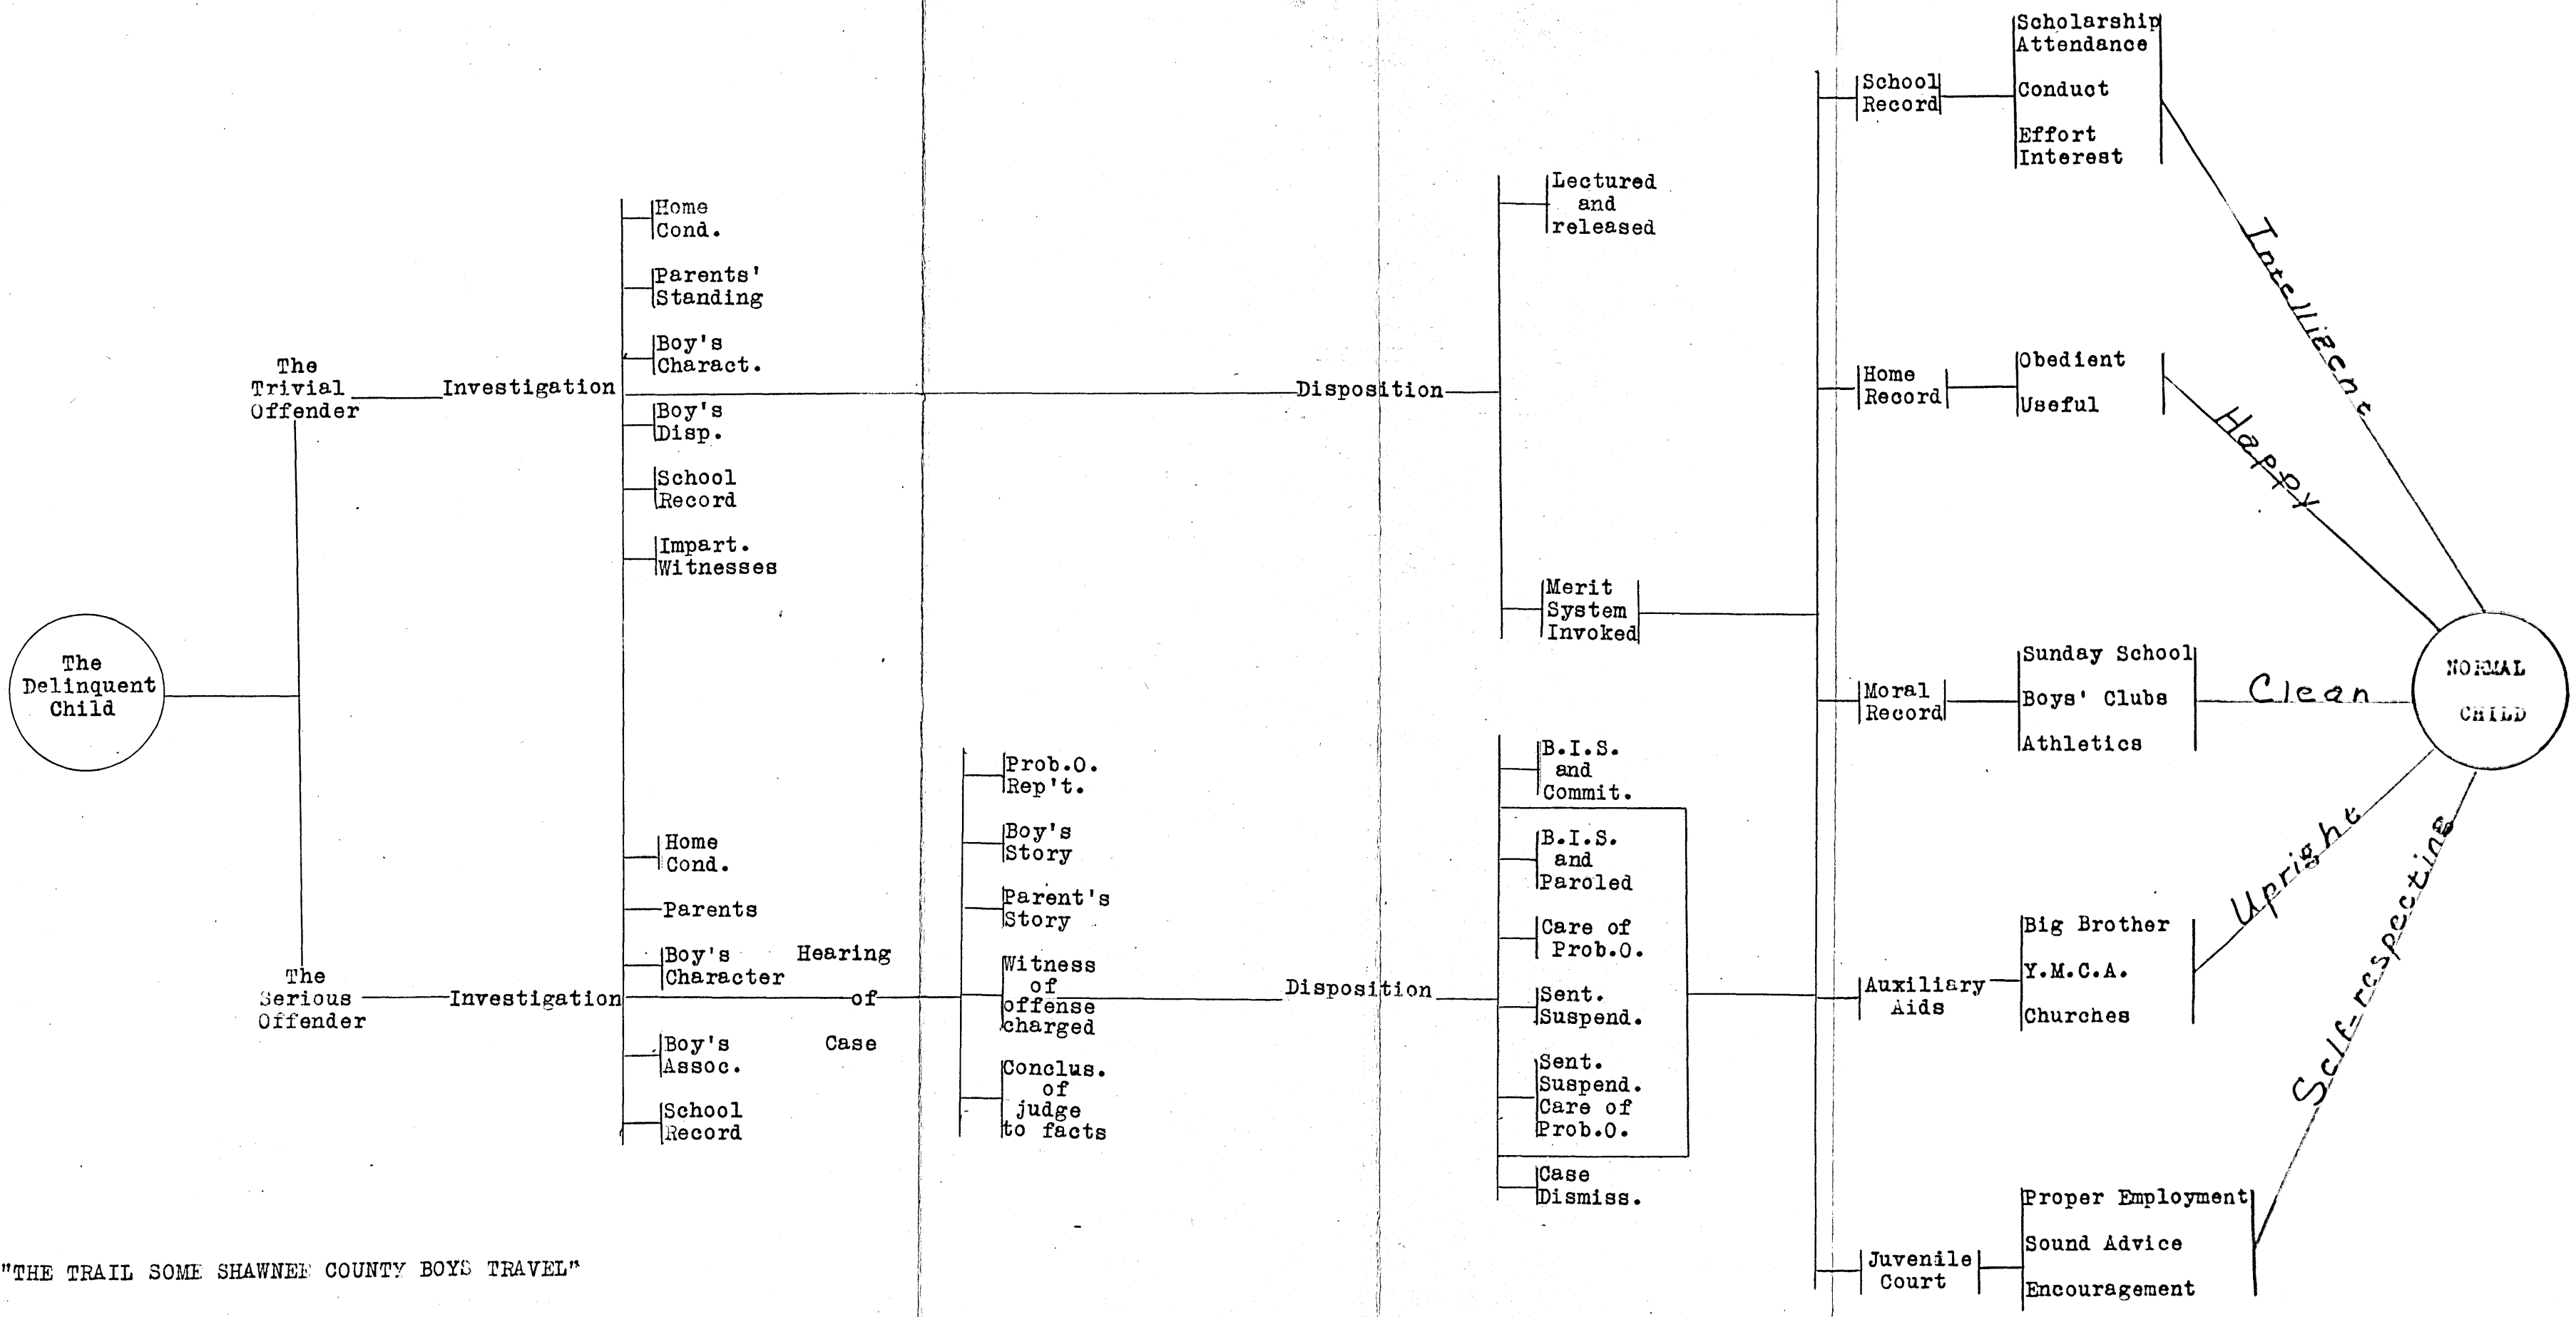 The
Delinquent
Child
The
Trivial
Offender
Investigation
Home
Cond.
Parents'
Standing
Boy's
Charact.
Boy's
Disp.
School
Record
Impart.
Witnesses
Disposition
Lectured
and
released
Merit
System
Invoked
The
Serious
Offender
Investigation
Home
Cond.
Parents
Boy's
Character
Boy's
Assoc.
School
Record
Hearing
of
Case
Prob.O.
Rep't.
Boy's
Story
Parent's
Story
Witness
of
offense
charged
Conclus.
of
judge
to facts
Disposition
B.I.S.
and
Commit.
B.I.S.
and
Paroled
Care of
Prob.O.
Sent.
Suspend.
Sent.
Suspend.
Care of
Prob.O.
Case
Dismiss.
School
Record
Scholarship
Attendance
Conduct
Effort
Interest
Intelligent
Home
Record
Obedient
Useful
Happy
Moral
Record
Sunday School
Boys' Clubs
Athletics
Clean
Auxiliary
Aids
Big Brother
Y.M.C.A.
Churches
Upright
Juvenile
Court
Proper Employment
Sound Advice
Encouragement
Self-respecting
NORMAL
CHILD
"THE TRAIL SOME SHAWNEE COUNTY BOYS TRAVEL"